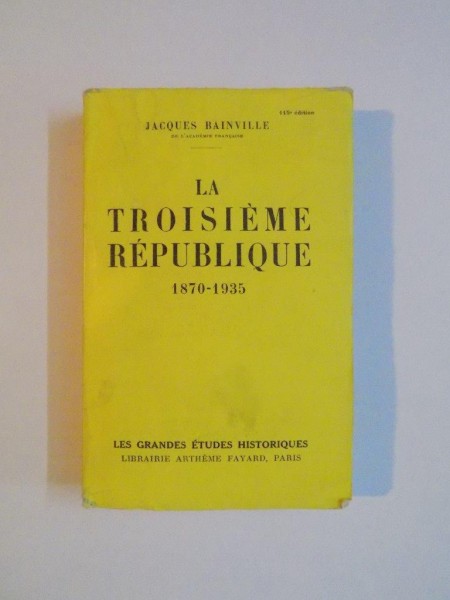 JACQUES BAINVILLE
DE L'ACADÉMIE FRANÇAISE
LA
TROISIÈME
RÉPUBLIQUE
1870-1935
LES GRANDES ÉTUDES HISTORIQUES
LIBRAIRIE ARTHÈME FAYARD, PARIS